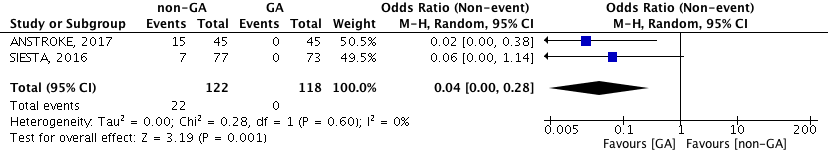 non-GA GA Odds Ratio (Non-event) Odds Ratio (Non-event)
Study or Subgroup Events Total Events Total Weight M-H, Random, 95% CI M-H, Random, 95% CI
ANSTROKE, 2017 15 45 0 45 50.5% 0.02 [0.00, 0.38]
SIESTA, 2016 7 77 0 73 49.5% 0.06 [0.00, 1.14]
Total (95% CI) 122 118 100.0% 0.04 [0.00, 0.28]
Total events 22 0
Heterogeneity: Tau² = 0.00; Chi² = 0.28, df = 1 (P = 0.60); I² = 0%
Test for overall effect: Z = 3.19 (P = 0.001)
0.005 0.1 1 10 200
Favours [GA] Favours [non-GA]